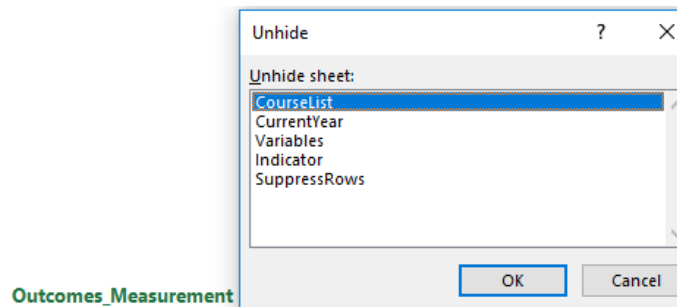 Unhide ?
Unhide sheet:
CourseList
CurrentYear
Variables
Indicator
SuppressRows
OK Cancel
Outcomes_Measurement